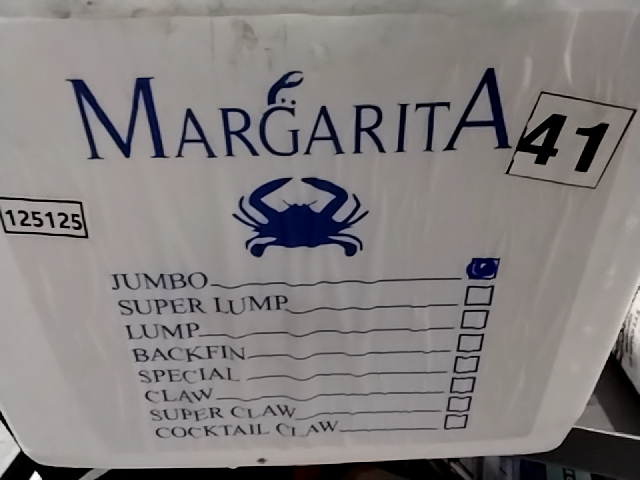 MARGARITA
41
125125
JUMBO
SUPER LUMP
LUMP
BACKFIN
SPECIAL
CLAW
SUPER CLAW
COCKTAIL CLAW